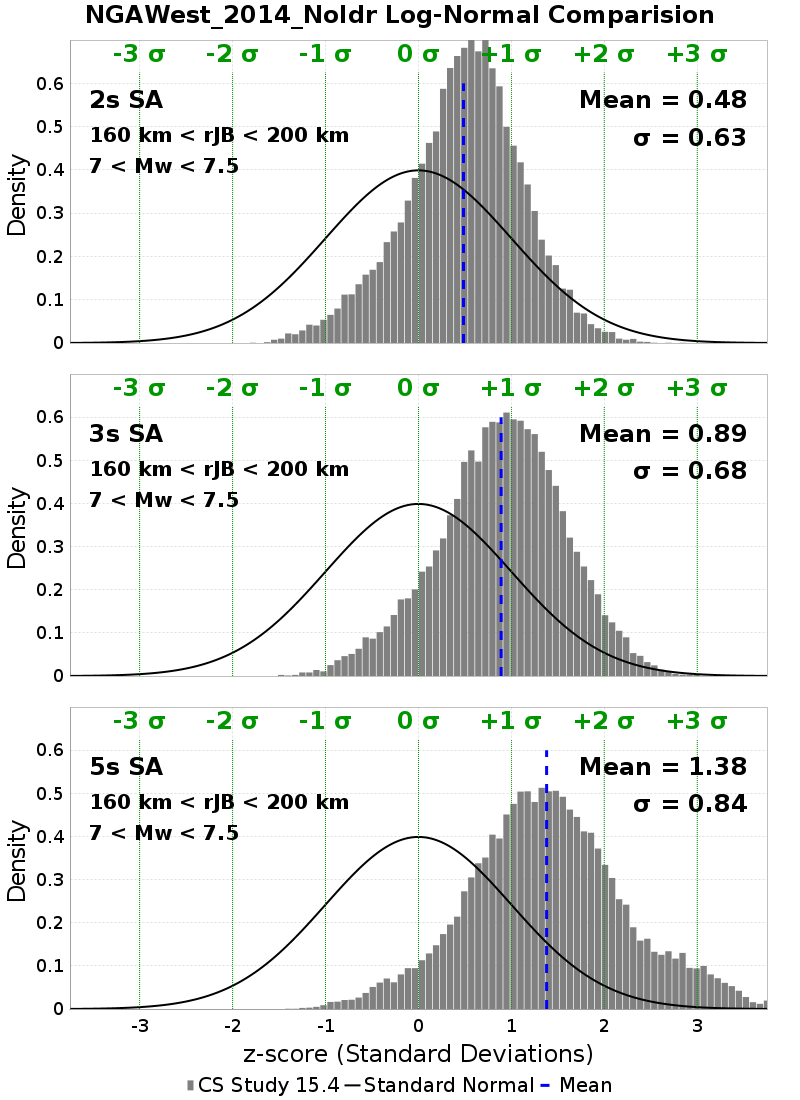 NGAWest_2014_NoIdr Log-Normal Comparision
-3 σ -2 σ -1 σ 0 σ +1 σ +2 σ +3 σ
2s SA
Mean = 0.48
160 km < rJB < 200 km
σ = 0.63
7 < Mw < 7.5
Density
0.6
0.5
0.4
0.3
0.2
0.1
0
-3 σ -2 σ -1 σ 0 σ +1 σ +2 σ +3 σ
3s SA
Mean = 0.89
160 km < rJB < 200 km
σ = 0.68
7 < Mw < 7.5
Density
0.6
0.5
0.4
0.3
0.2
0.1
0
-3 σ -2 σ -1 σ 0 σ +1 σ +2 σ +3 σ
5s SA
Mean = 1.38
160 km < rJB < 200 km
σ = 0.84
7 < Mw < 7.5
Density
0.6
0.5
0.4
0.3
0.2
0.1
0
-3 -2 -1 0 1 2 3
z-score (Standard Deviations)
CS Study 15.4 Standard Normal Mean